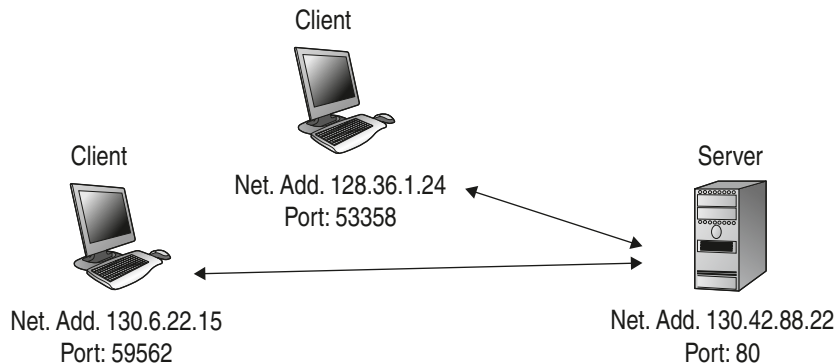 Client
Net. Add. 128.36.1.24
Port: 53358
Client
Net. Add. 130.6.22.15
Port: 59562
Server
Net. Add. 130.42.88.22
Port: 80